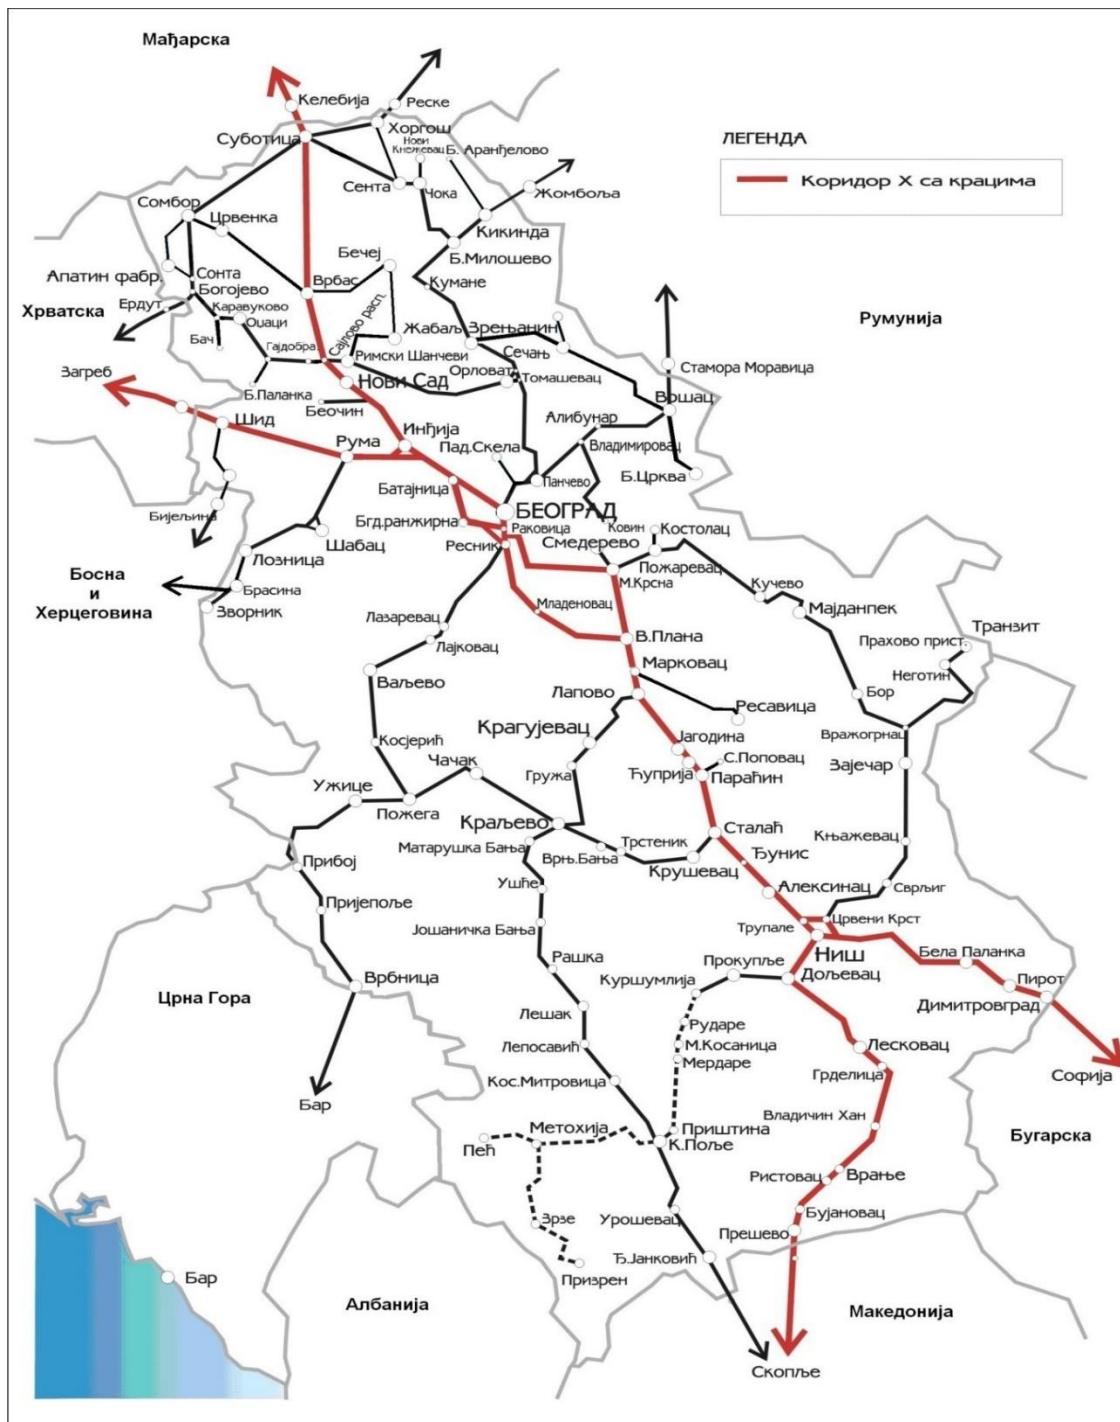 Мађарска
Келебија
Реске
Суботица
Хоргош
Нови
Кнежевац
Б. Аранђелово
ЛЕГЕНДА
Коридор X са крацима
Сента
Чока
Жомбоља
Сомбор
Црвенка
Кикинда
Бечеј
Б.Милошево
Апатин фабр.
Сонта
Богојево
Врбас
Кумане
Ердут
Хрватска
Каравуково
Оџаци
Сајлово расп.
Жабаљ
Зрењанин
Румунија
Бач
Гајдобра
Римски Шанчеви
Сечањ
Загреб
Орловат
Томашевац
Стамора Моравица
Нови Сад
Б.Паланка
Беочин
Вршац
Шид
Алибунар
Рума
Инђија
Пад.Скела
Владимировац
Б.Црква
Батајница
Панчево
Бијељина
БЕОГРАД
Бгд.ранжирна
Раковица
Ковин
Костолац
Шабац
Ресник
Смедерево
Лозница
Пожаревац
Босна
и
Херцеговина
М.Крсна
Кучево
Брасина
Зворник
Младеновац
Мајданпек
Лазаревац
Транзит
Лајковац
В.Плана
Прахово прист.
Марковац
Неготин
Ваљево
Лапово
Бор
Ресавица
Крагујевац
Јагодина
Вражогрнац
Косјерић
С.Поповац
Чачак
Гружа
Ћуприја
Параћин
Зајечар
Ужице
Пожега
Краљево
Сталаћ
Матарушка Бања
Трстеник
Књажевац
Врњ.Бања
Крушевац
Ђунис
Прибој
Ушће
Алексинац
Сврљиг
Пријепоље
Јошаничка Бања
Трупале
Црвени Крст
Ниш
Бела Паланка
Рашка
Прокупље
Врбница
Куршумлија
Дољевац
Пирот
Црна Гора
Димитровград
Лешак
Рударе
Лепосавић
М.Косаница
Лесковац
Мердаре
Грделица
Софија
Кос.Митровица
Бар
Владичин Хан
Метохија
Приштина
Пећ
К.Поље
Бугарска
Ристовац
Врање
Зрзе
Урошевац
Бујановац
Прешево
Ђ.Јанковић
Призрен
Бар
Албанија
Македонија
Скопље